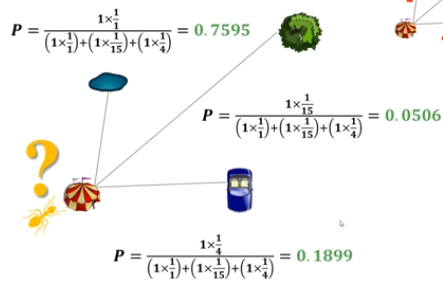 P = (1×1/1) / ((1×1/1)+(1×1/15)+(1×1/4)) = 0.7595
P = (1×1/15) / ((1×1/1)+(1×1/15)+(1×1/4)) = 0.0506
?
P = (1×1/4) / ((1×1/1)+(1×1/15)+(1×1/4)) = 0.1899